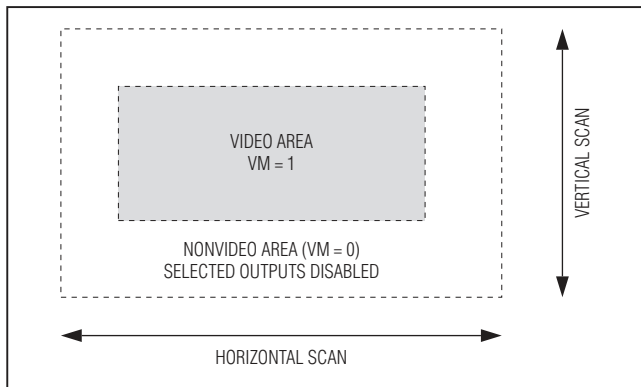 VIDEO AREA
VM = 1
NONVIDEO AREA (VM = 0)
SELECTED OUTPUTS DISABLED
VERTICAL SCAN
HORIZONTAL SCAN